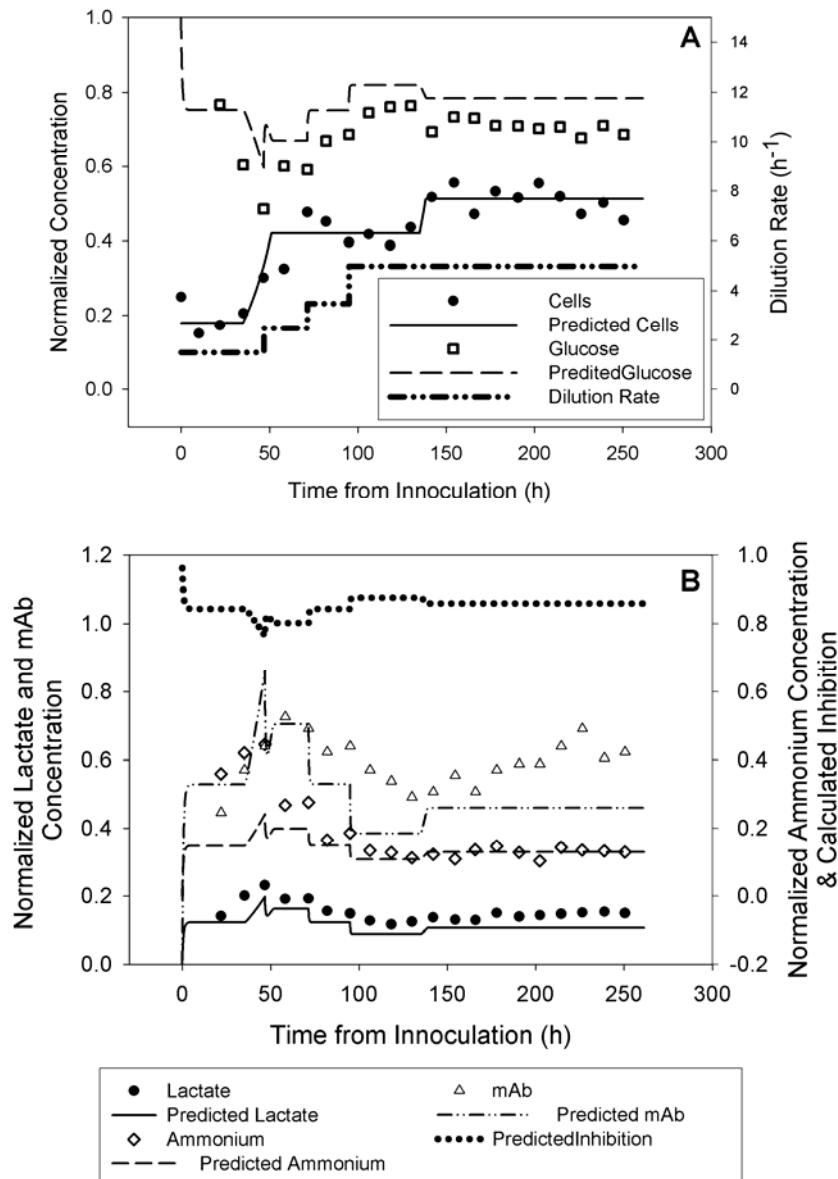 A
1.0
0.8
0.6
0.4
0.2
0.0
Normalized Concentration
14
12
10
8
6
4
2
0
Dilution Rate (h-1)
Cells
Predicted Cells
Glucose
PreditedGlucose
Dilution Rate
0 50 100 150 200 250 300
Time from Innoculation (h)
B
1.2
1.0
0.8
0.6
0.4
0.2
0.0
Normalized Lactate and mAb
Concentration
1.0
0.8
0.6
0.4
0.2
0.0
-0.2
Normalized Ammonium Concentration
& Calculated Inhibition
0 50 100 150 200 250 300
Time from Innoculation (h)
Lactate
Predicted Lactate
Ammonium
Predicted Ammonium
mAb
Predicted mAb
PredictedInhibition